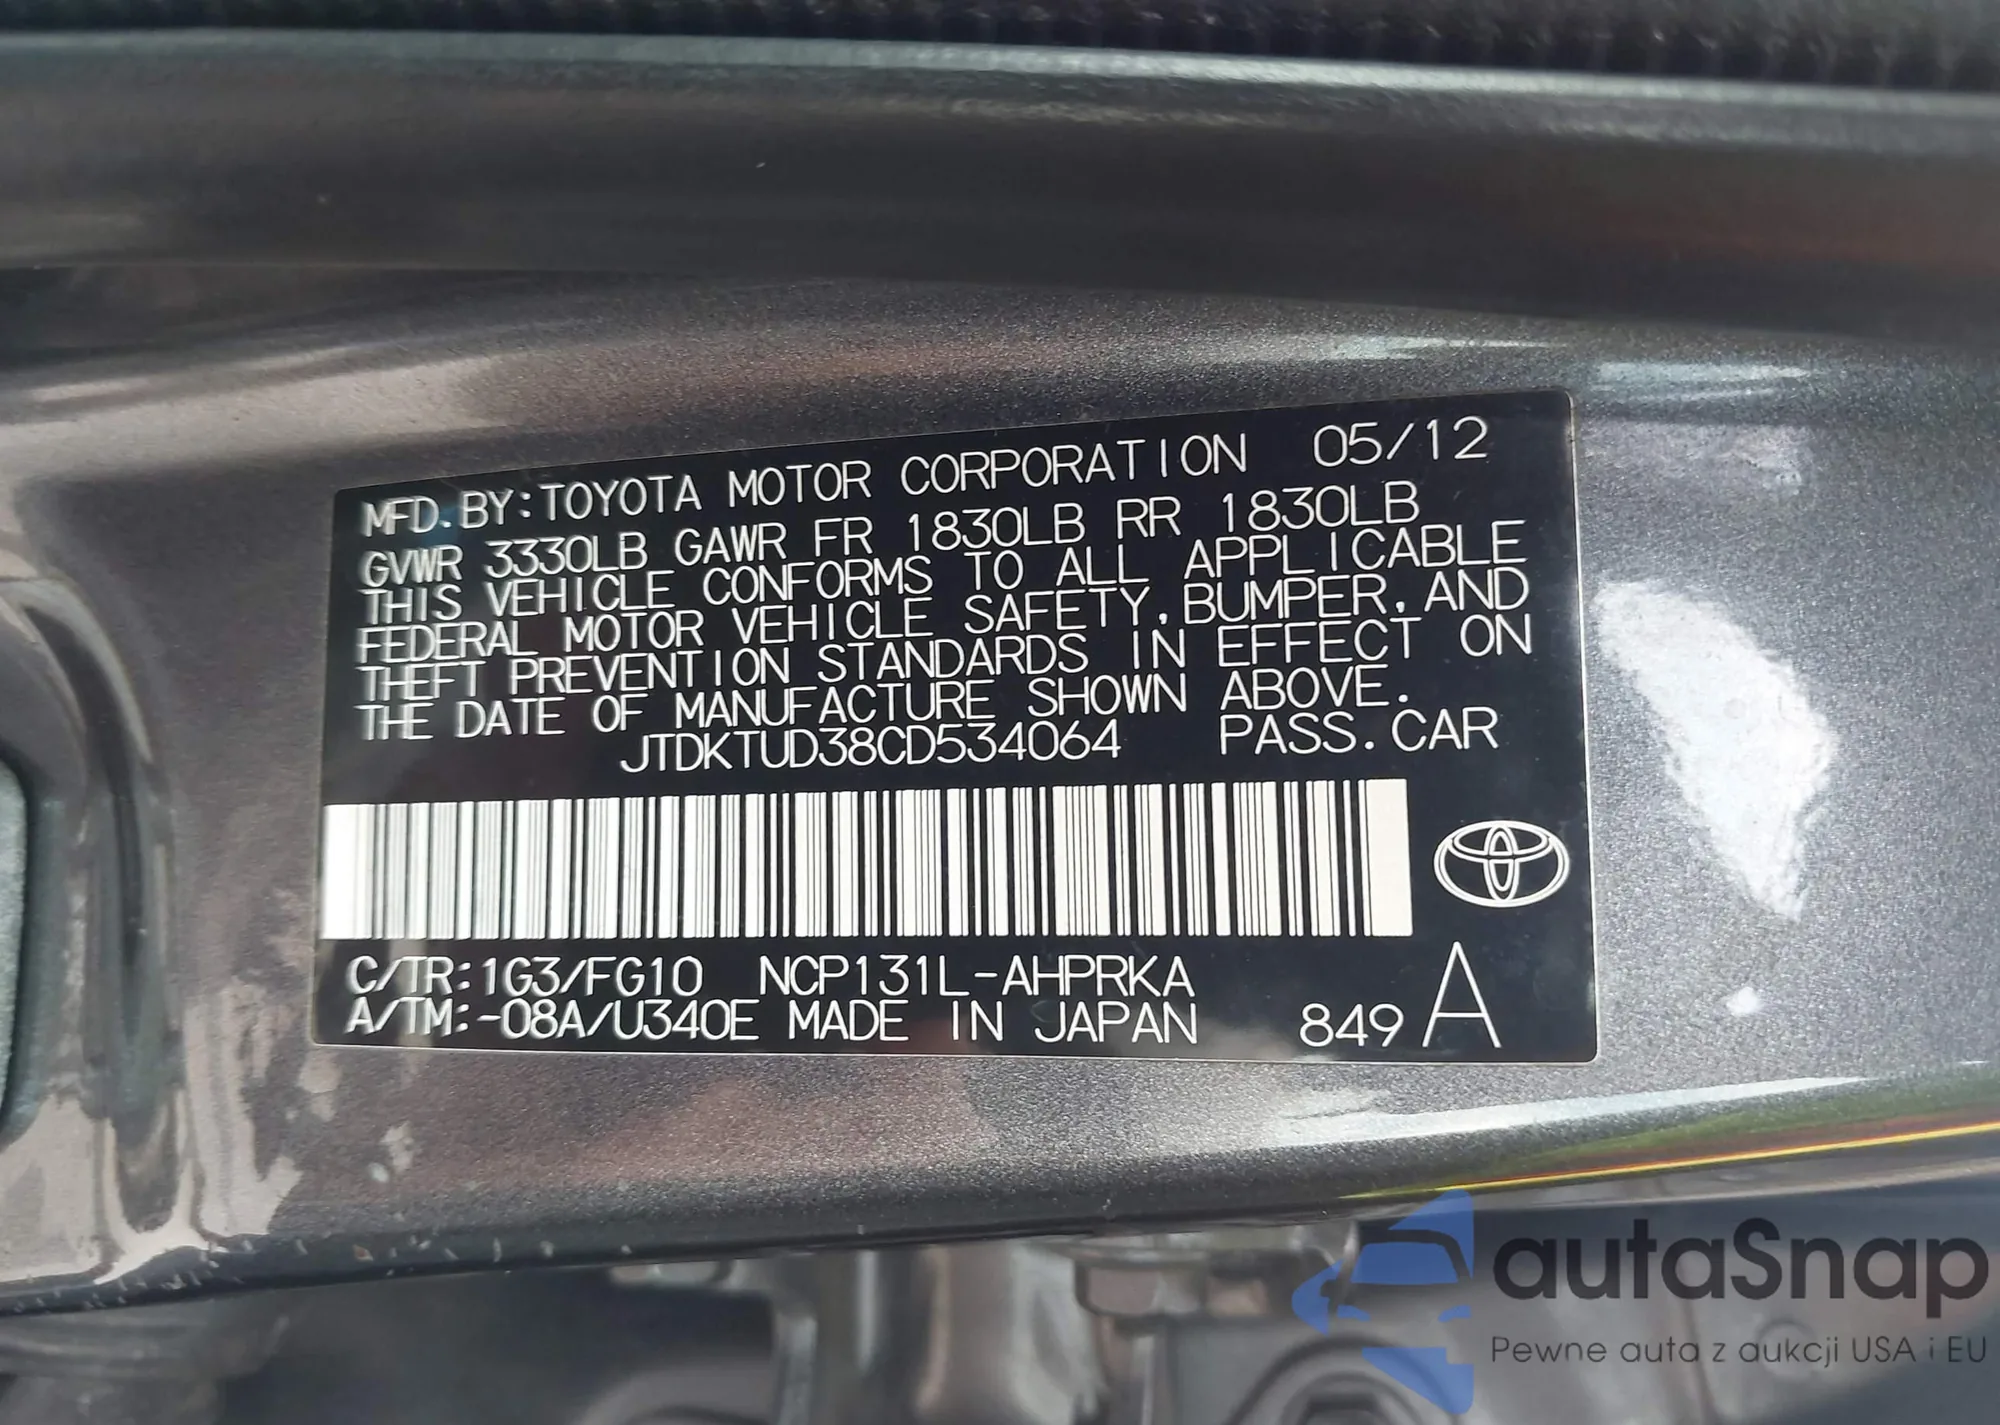 MFD. BY: TOYOTA MOTOR CORPORATION 05/12
GVWR 3330LB GAWR FR 1830LB RR 1830LB
THIS VEHICLE CONFORMS TO ALL APPLICABLE
FEDERAL MOTOR VEHICLE SAFETY, BUMPER, AND
THEFT PREVENTION STANDARDS IN EFFECT ON
THE DATE OF MANUFACTURE SHOWN ABOVE.
JTDKTUD38CD534064 PASS. CAR
C/TR: 1G3/FG10 NCP131L-AHPRKA
A/TM: -08A/U340E MADE IN JAPAN 849 A
autoSnap
Pewne auta z aukcji USA i EU